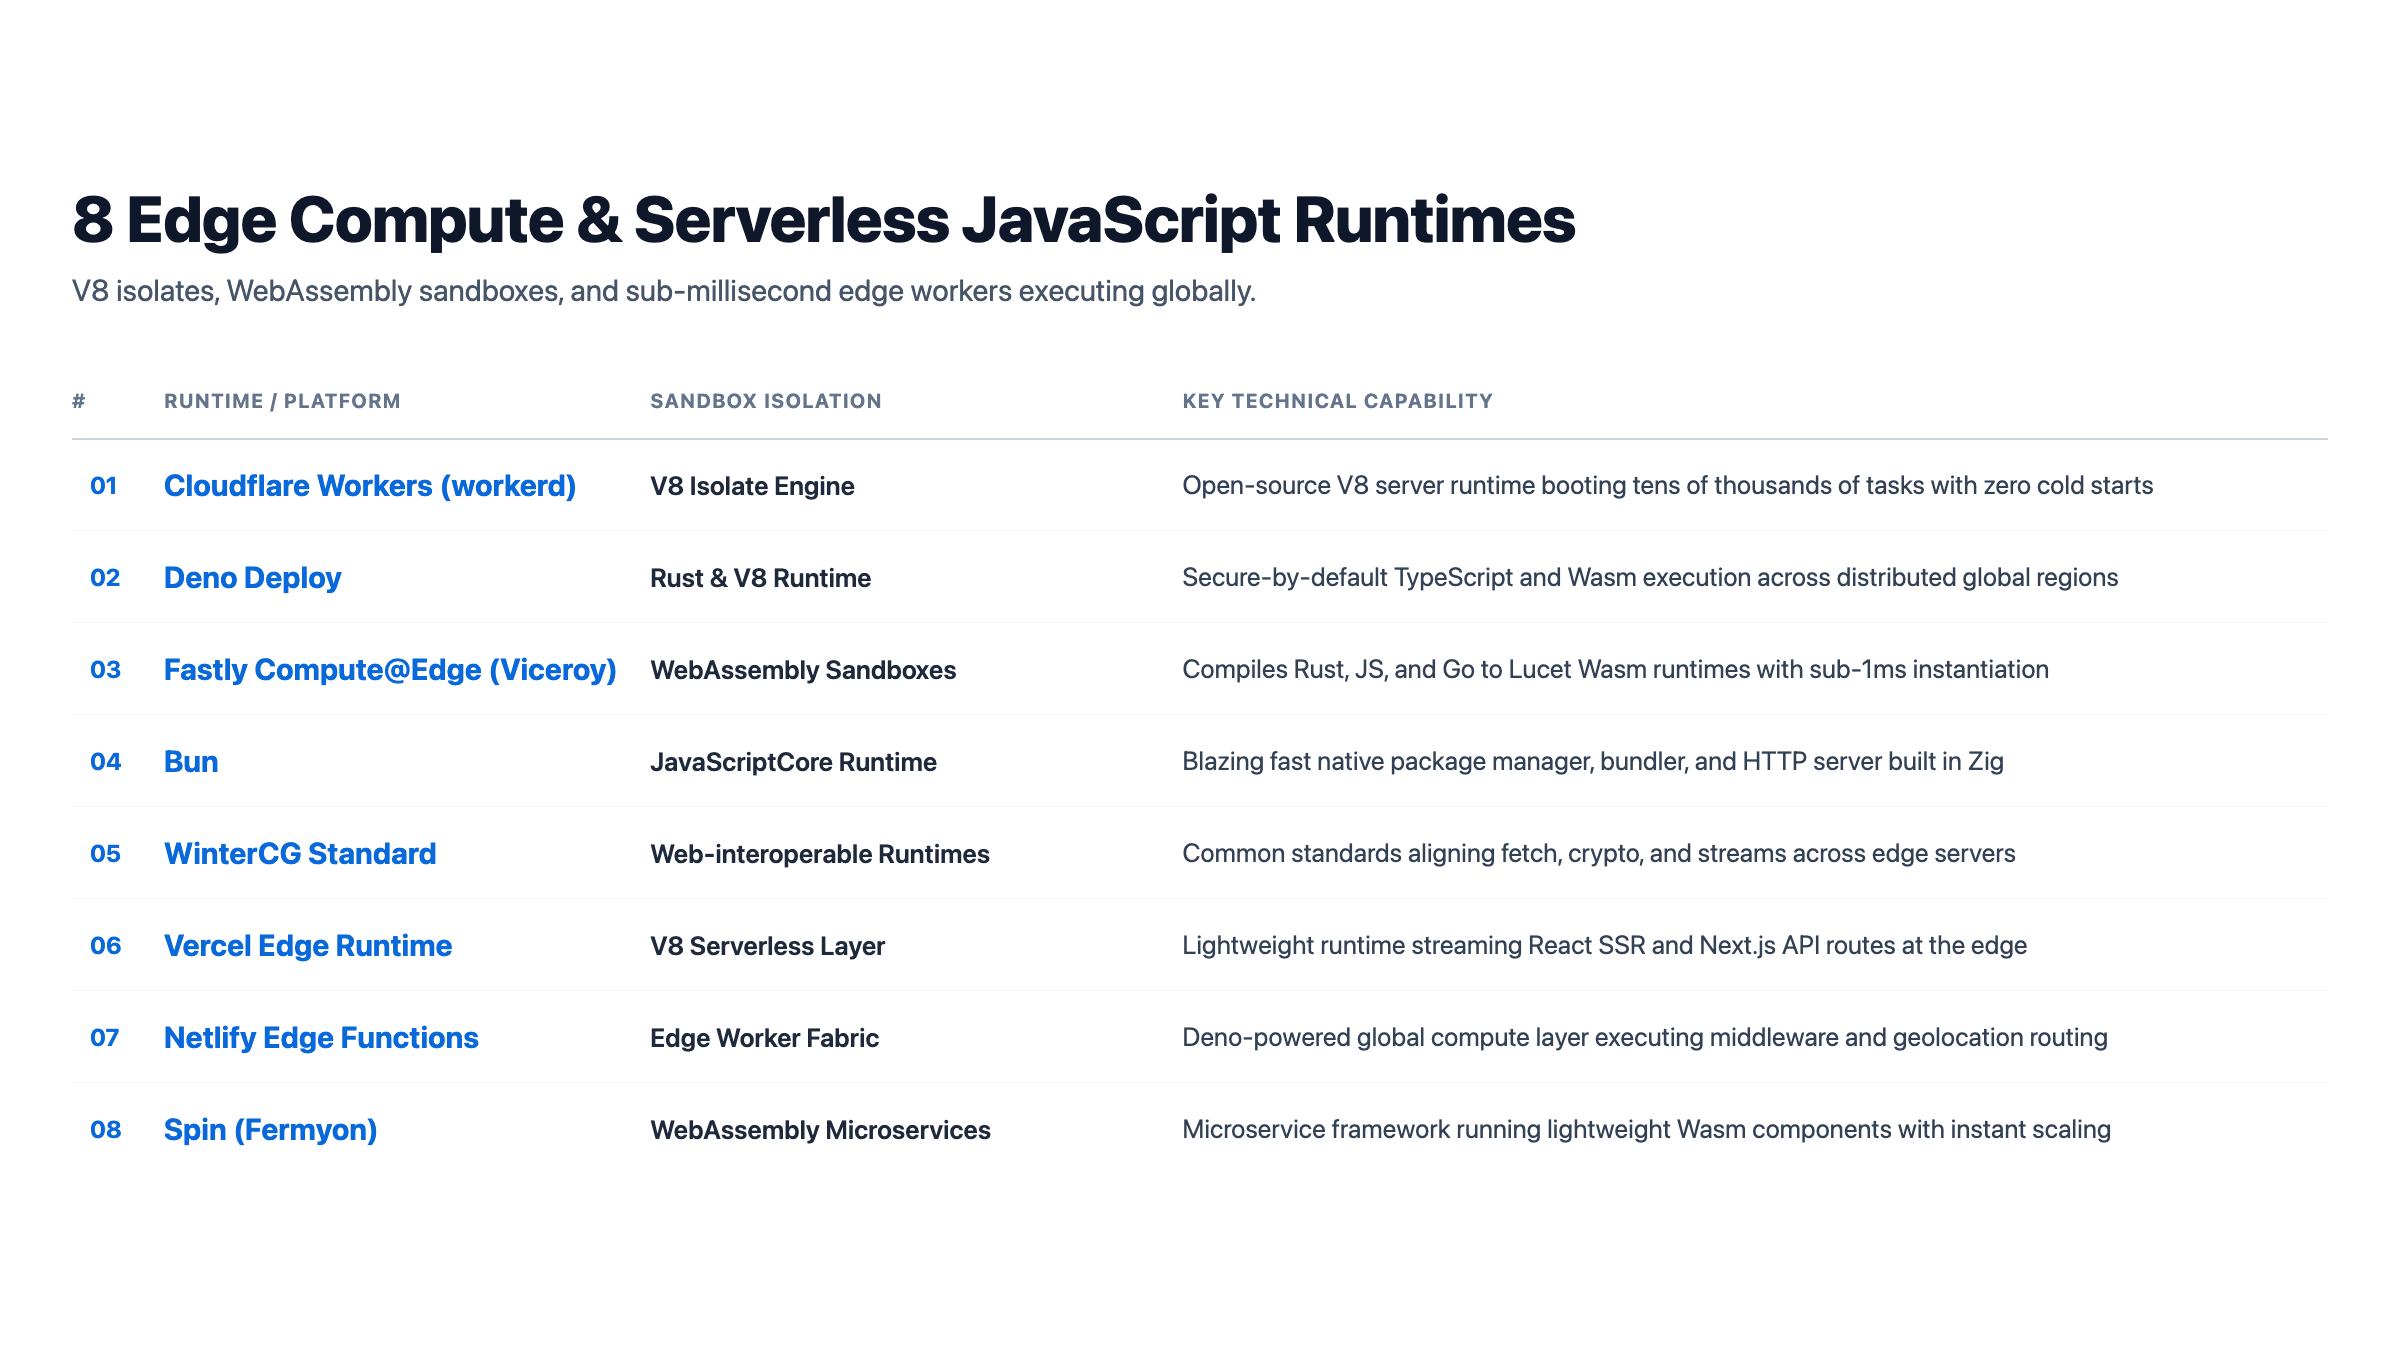 8 Edge Compute & Serverless JavaScript Runtimes
V8 isolates, WebAssembly sandboxes, and sub-millisecond edge workers executing globally.
# RUNTIME / PLATFORM SANDBOX ISOLATION KEY TECHNICAL CAPABILITY
01 Cloudflare Workers (workerd) V8 Isolate Engine Open-source V8 server runtime booting tens of thousands of tasks with zero cold starts
02 Deno Deploy Rust & V8 Runtime Secure-by-default TypeScript and Wasm execution across distributed global regions
03 Fastly Compute@Edge (Viceroy) WebAssembly Sandboxes Compiles Rust, JS, and Go to Lucet Wasm runtimes with sub-1ms instantiation
04 Bun JavaScriptCore Runtime Blazing fast native package manager, bundler, and HTTP server built in Zig
05 WinterCG Standard Web-interoperable Runtimes Common standards aligning fetch, crypto, and streams across edge servers
06 Vercel Edge Runtime V8 Serverless Layer Lightweight runtime streaming React SSR and Next.js API routes at the edge
07 Netlify Edge Functions Edge Worker Fabric Deno-powered global compute layer executing middleware and geolocation routing
08 Spin (Fermyon) WebAssembly Microservices Microservice framework running lightweight Wasm components with instant scaling